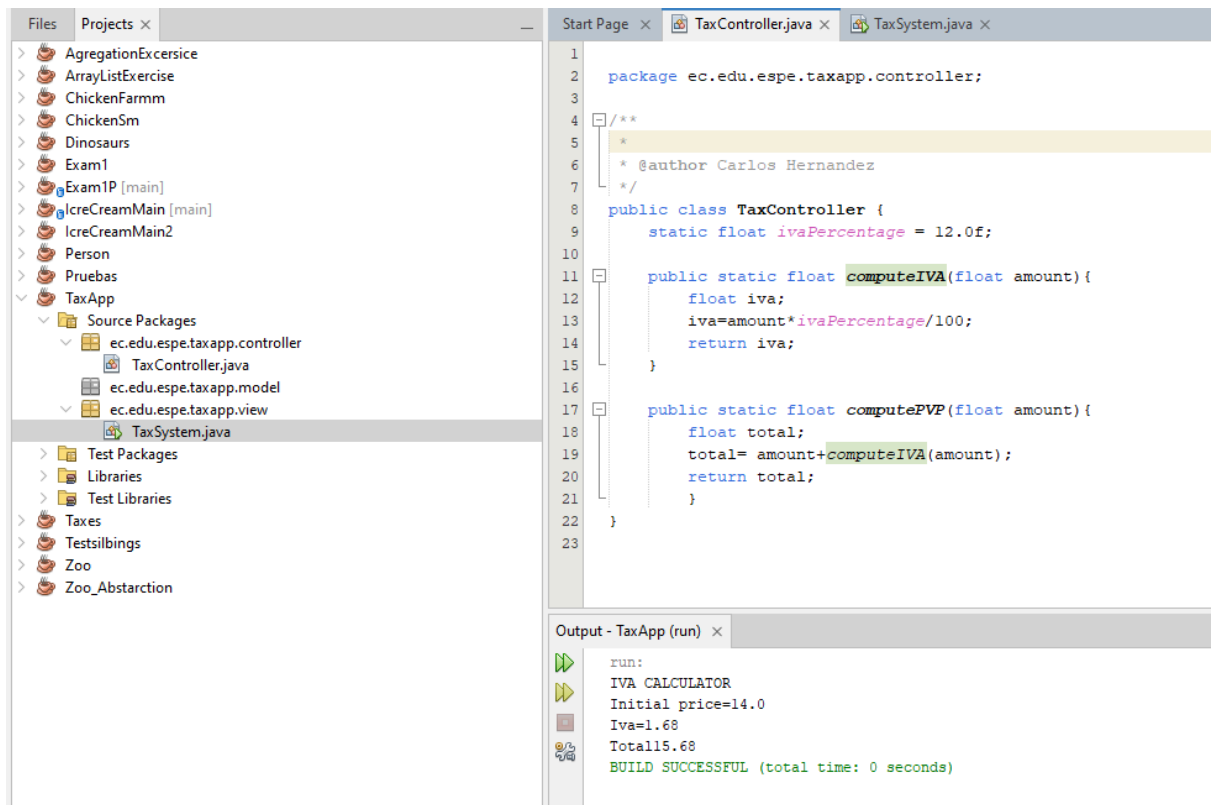 Files Projects ×
AgregationExcersice
ArrayListExercise
ChickenFarmm
ChickenSm
Dinosaurs
Exam1
Exam1P [main]
IcreCreamMain [main]
IcreCreamMain2
Person
Pruebas
TaxApp
Source Packages
ec.edu.espe.taxapp.controller
TaxController.java
ec.edu.espe.taxapp.model
ec.edu.espe.taxapp.view
TaxSystem.java
Test Packages
Libraries
Test Libraries
Taxes
Testsilbings
Zoo
Zoo_Abstarction
Start Page × TaxController.java × TaxSystem.java ×
1
2 package ec.edu.espe.taxapp.controller;
3
4 /**
5 *
6 * @author Carlos Hernandez
7 */
8 public class TaxController {
9 static float ivaPercentage = 12.0f;
10
11 public static float computeIVA(float amount){
12 float iva;
13 iva=amount*ivaPercentage/100;
14 return iva;
15 }
16
17 public static float computePVP(float amount){
18 float total;
19 total= amount+computeIVA(amount);
20 return total;
21 }
22 }
23
Output - TaxApp (run) ×
run:
IVA CALCULATOR
Initial price=14.0
Iva=1.68
Total15.68
BUILD SUCCESSFUL (total time: 0 seconds)